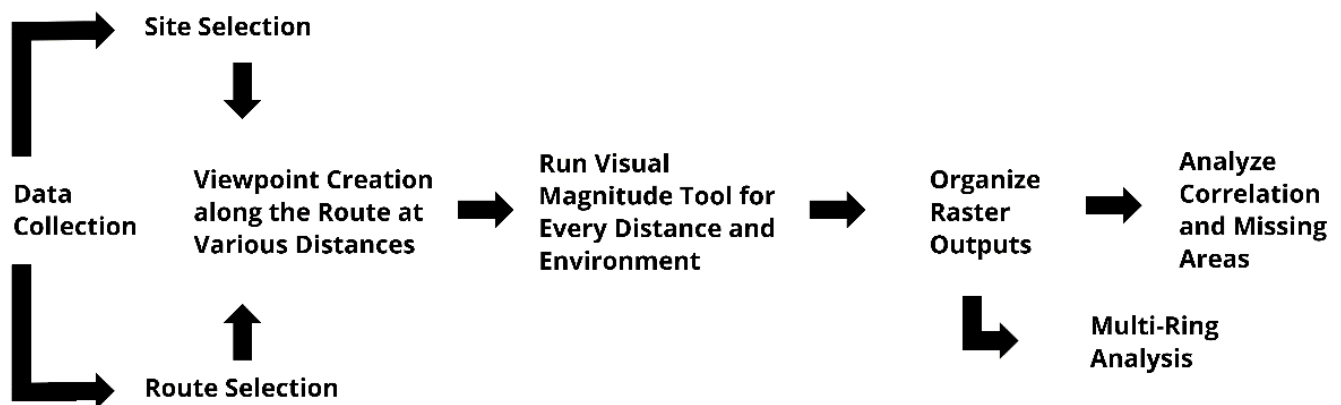 Site Selection
Data
Collection
Viewpoint Creation
along the Route at
Various Distances
Run Visual
Magnitude Tool for
Every Distance and
Environment
Organize
Raster
Outputs
Analyze
Correlation
and Missing
Areas
Multi-Ring
Analysis
Route Selection